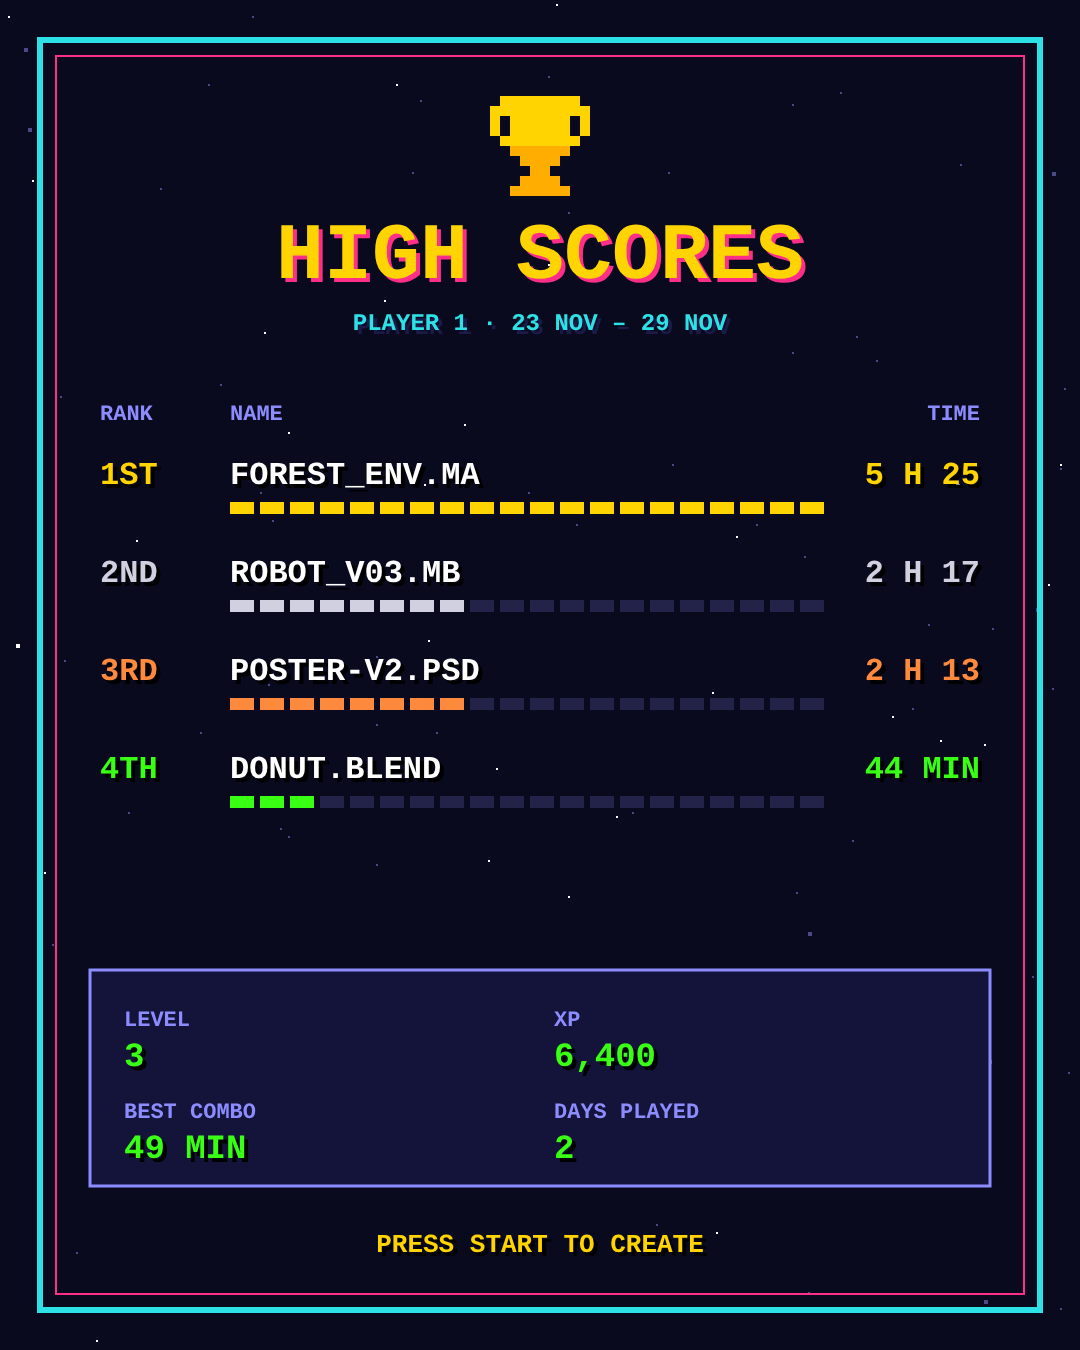 HIGH SCORES
PLAYER 1 · 23 NOV – 29 NOV
RANK NAME TIME
1ST FOREST_ENV.MA 5 H 25
2ND ROBOT_V03.MB 2 H 17
3RD POSTER-V2.PSD 2 H 13
4TH DONUT.BLEND 44 MIN
LEVEL XP
3 6,400
BEST COMBO DAYS PLAYED
49 MIN 2
PRESS START TO CREATE